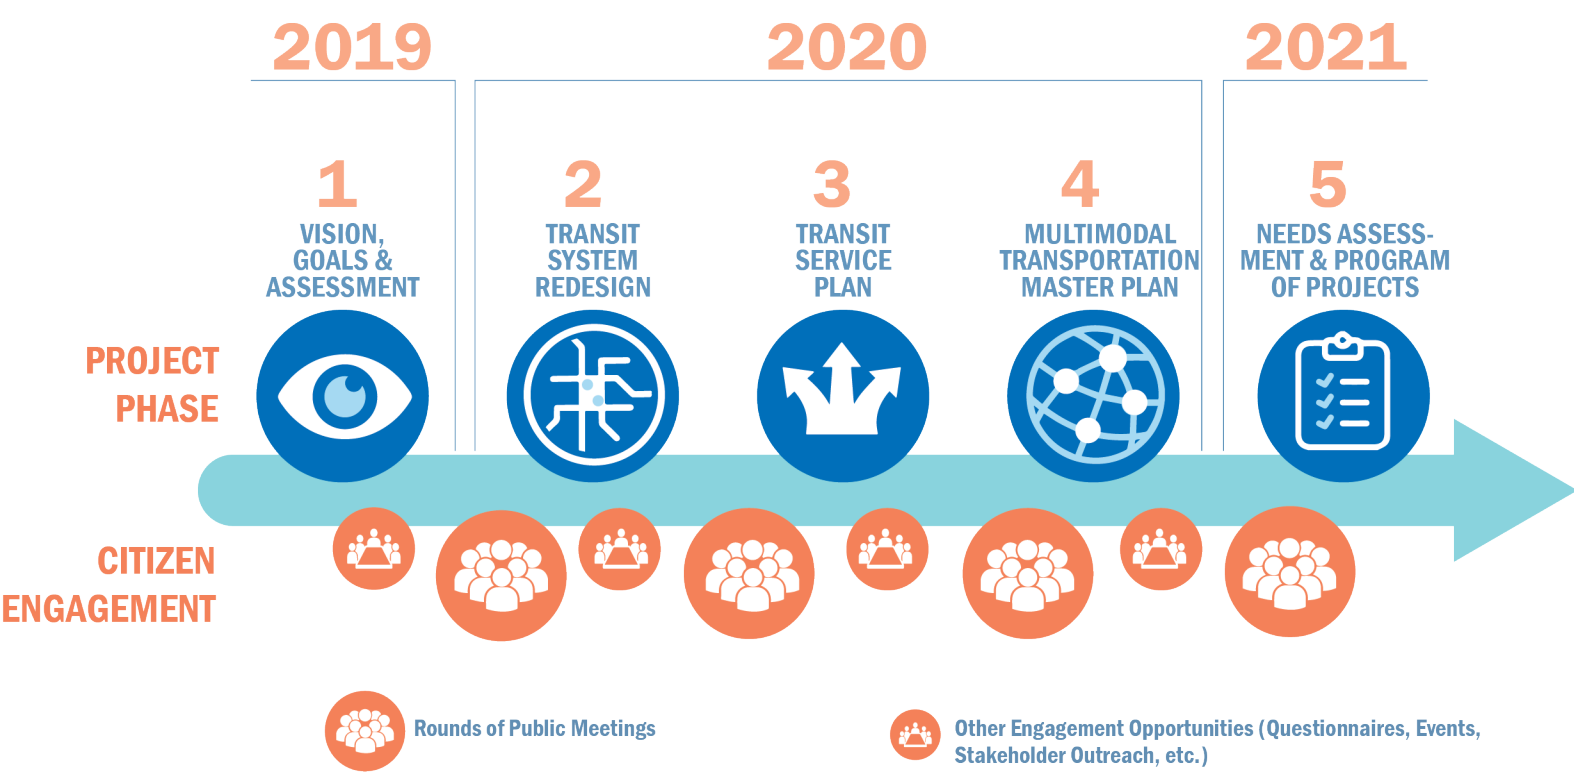 2019
2020
2021
1
VISION,
GOALS &
ASSESSMENT
2
TRANSIT
SYSTEM
REDESIGN
3
TRANSIT
SERVICE
PLAN
4
MULTIMODAL
TRANSPORTATION
MASTER PLAN
5
NEEDS ASSESS-
MENT & PROGRAM
OF PROJECTS
PROJECT
PHASE
CITIZEN
ENGAGEMENT
Rounds of Public Meetings
Other Engagement Opportunities (Questionnaires, Events,
Stakeholder Outreach, etc.)